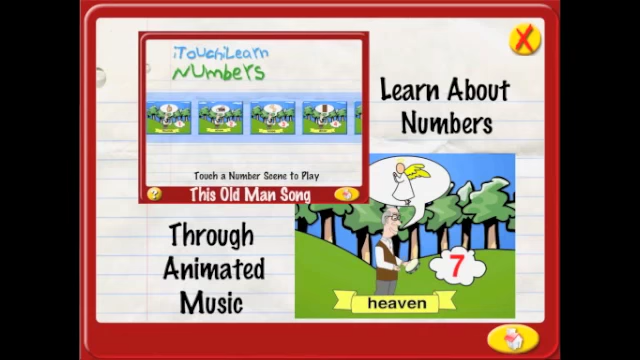 iTouchiLearn
Numbers
Touch a Number Scene to Play
This Old Man Song
Learn About
Numbers
Through
Animated
Music
7
heaven